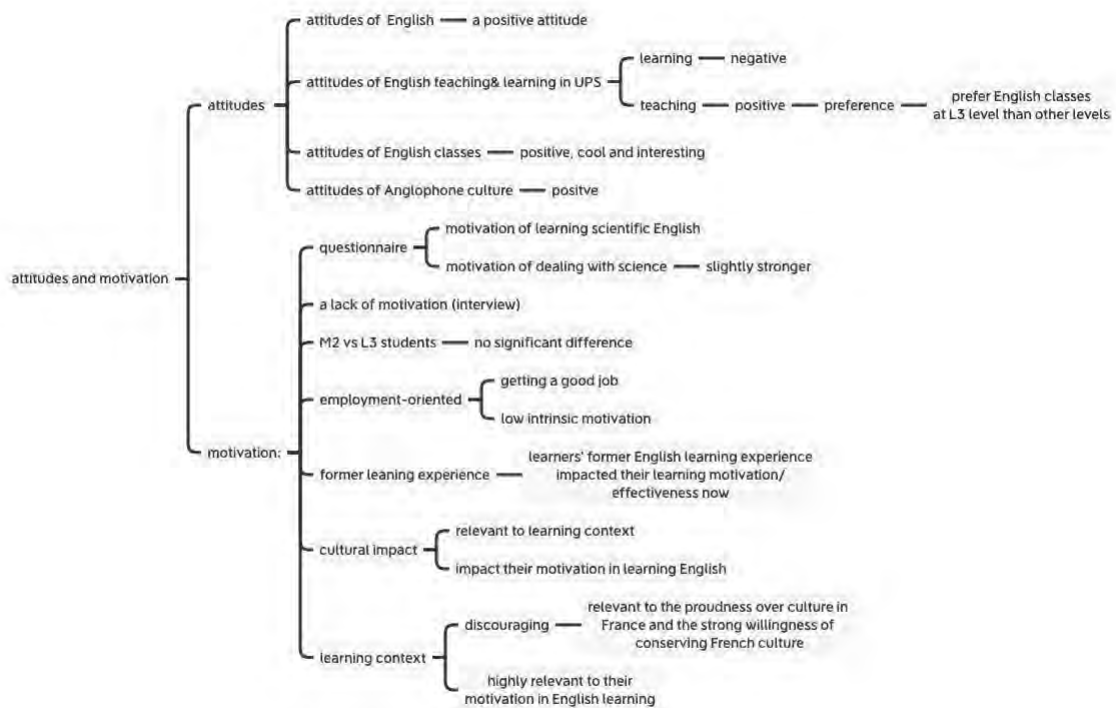 attitudes and motivation
attitudes
attitudes of English
a positive attitude
attitudes of English teaching& learning in UPS
learning
negative
teaching
positive
preference
prefer English classes
at L3 level than other levels
attitudes of English classes
positive, cool and interesting
attitudes of Anglophone culture
positve
motivation:
questionnaire
motivation of learning scientific English
motivation of dealing with science
slightly stronger
a lack of motivation (interview)
M2 vs L3 students
no significant difference
employment-oriented
getting a good job
low intrinsic motivation
former leaning experience
learners' former English learning experience
impacted their learning motivation/
effectiveness now
cultural impact
relevant to learning context
impact their motivation in learning English
learning context
discouraging
relevant to the proudness over culture in
France and the strong willingness of
conserving French culture
highly relevant to their
motivation in English learning